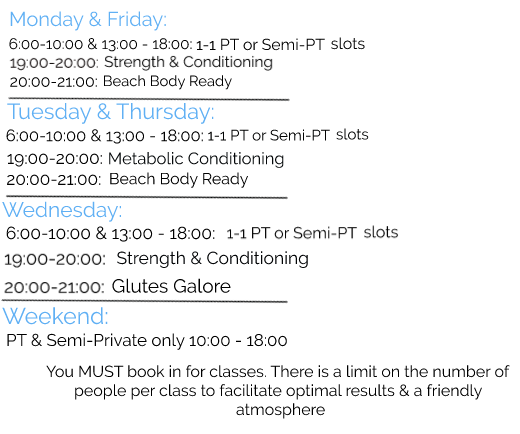 Monday & Friday:
6:00-10:00 & 13:00 - 18:00: 1-1 PT or Semi-PT slots
19:00-20:00: Strength & Conditioning
20:00-21:00: Beach Body Ready
Tuesday & Thursday:
6:00-10:00 & 13:00 - 18:00: 1-1 PT or Semi-PT slots
19:00-20:00: Metabolic Conditioning
20:00-21:00: Beach Body Ready
Wednesday:
6:00-10:00 & 13:00 - 18:00: 1-1 PT or Semi-PT slots
19:00-20:00: Strength & Conditioning
20:00-21:00: Glutes Galore
Weekend:
PT & Semi-Private only 10:00 - 18:00
You MUST book in for classes. There is a limit on the number of
people per class to facilitate optimal results & a friendly
atmosphere